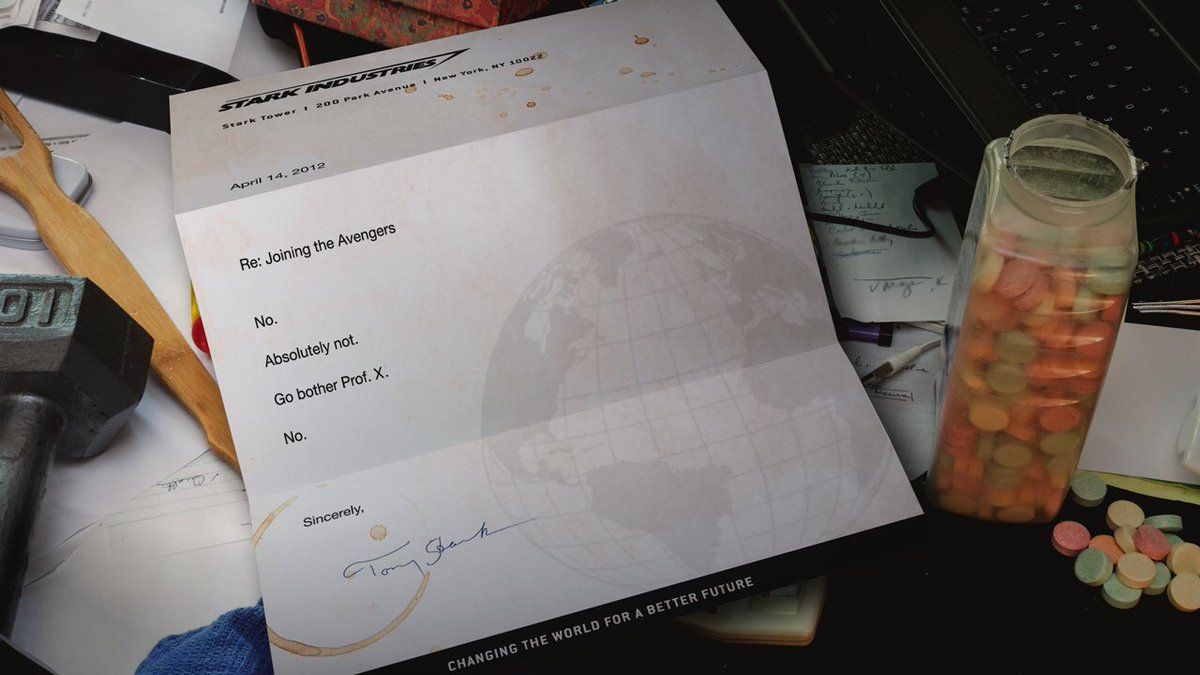 STARK INDUSTRIES
Stark Tower | 200 Park Avenue | New York, NY 10022
April 14, 2012
Re: Joining the Avengers
No.
Absolutely not.
Go bother Prof. X.
No.
Sincerely,
Tony Stark
CHANGING THE WORLD FOR A BETTER FUTURE